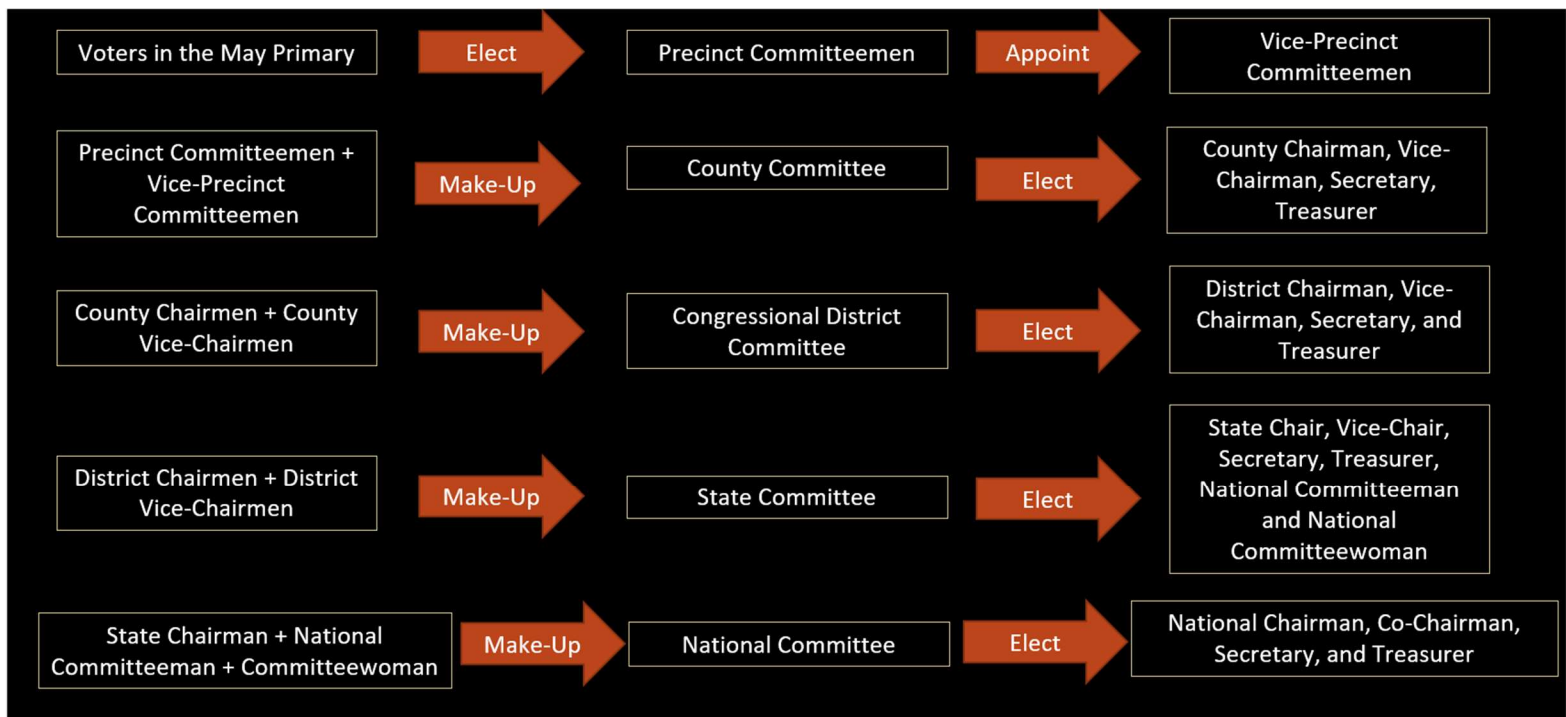 Voters in the May Primary
Elect
Precinct Committeemen
Appoint
Vice-Precinct
Committeemen
Precinct Committeemen +
Vice-Precinct
Committeemen
Make-Up
County Committee
Elect
County Chairman, Vice-
Chairman, Secretary,
Treasurer
County Chairmen + County
Vice-Chairmen
Make-Up
Congressional District
Committee
Elect
District Chairman, Vice-
Chairman, Secretary, and
Treasurer
District Chairmen + District
Vice-Chairmen
Make-Up
State Committee
Elect
State Chair, Vice-Chair,
Secretary, Treasurer,
National Committeeman
and National
Committeewoman
State Chairman + National
Committeeman + Committeewoman
Make-Up
National Committee
Elect
National Chairman, Co-Chairman,
Secretary, and Treasurer